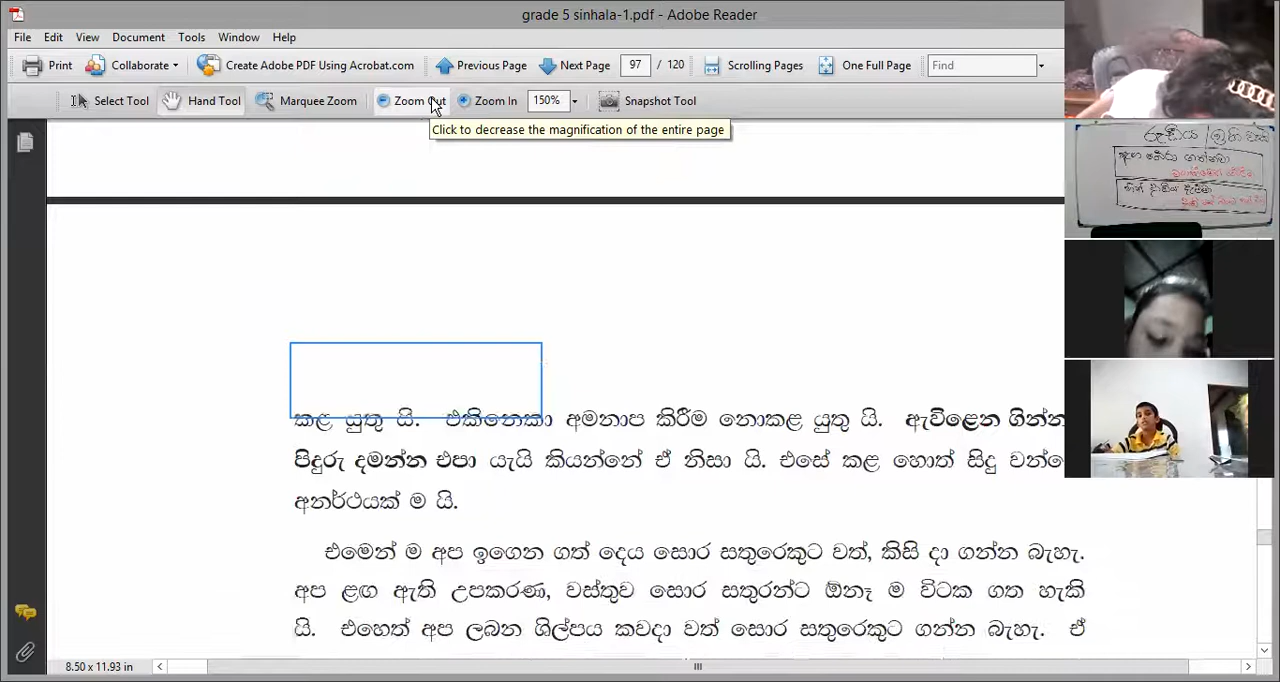 grade 5 sinhala-1.pdf - Adobe Reader
File Edit View Document Tools Window Help
Print Collaborate Create Adobe PDF Using Acrobat.com Previous Page Next Page 97 / 120 Scrolling Pages One Full Page Find
Select Tool Hand Tool Marquee Zoom Zoom Out Zoom In 150% Snapshot Tool
Click to decrease the magnification of the entire page
කළ යුතු යි. එකිනෙකා අමනාප කිරීම නොකළ යුතු යි. ඇවිළෙන ගින්න
පිදුරු දමන්න එපා යැයි කියන්නේ ඒ නිසා යි. එසේ කළ හොත් සිදු
අනර්ථයක් ම යි.
එමෙන් ම අප ඉගෙන ගත් දෙය සොර සතුරෙකුට වත්, කිසි දා ගන්න බැහැ.
අප ළඟ ඇති උපකරණ, වස්තුව සොර සතුරන්ට ඕනෑ ම විටක ගත හැකි
යි. එහෙත් අප ලබන ශිල්පය කවදා වත් සොර සතුරෙකුට ගන්න බැහැ. ඒ
8.50 x 11.93 in
රූඩිය
ඇඟ බේරා ගන්නවා
හීන් දාඩිය දැම්මා